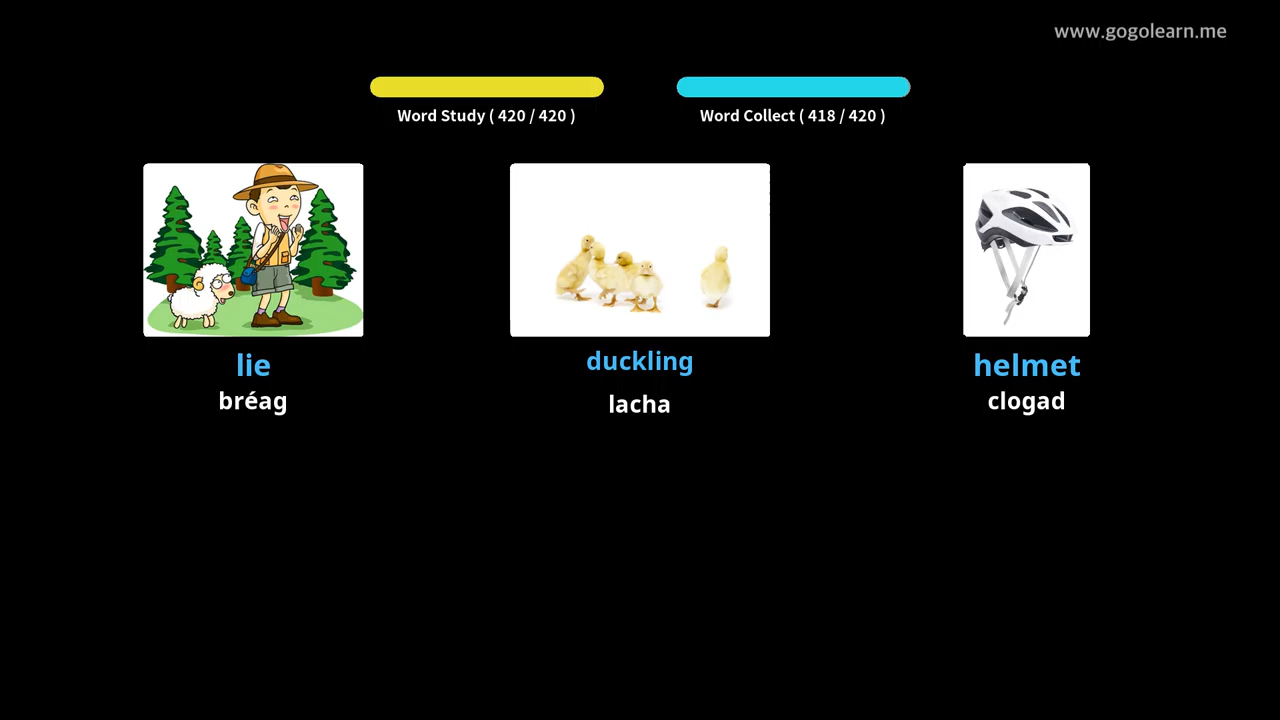 www.gogolearn.me
Word Study ( 420 / 420 )
Word Collect ( 418 / 420 )
lie
bréag
duckling
lacha
helmet
clogad